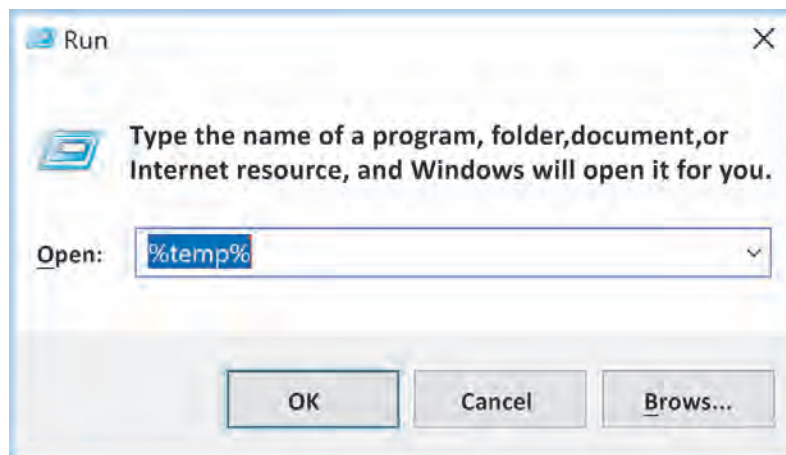 Run
Type the name of a program, folder,document,or
Internet resource, and Windows will open it for you.
Open: %temp%
OK Cancel Brows...